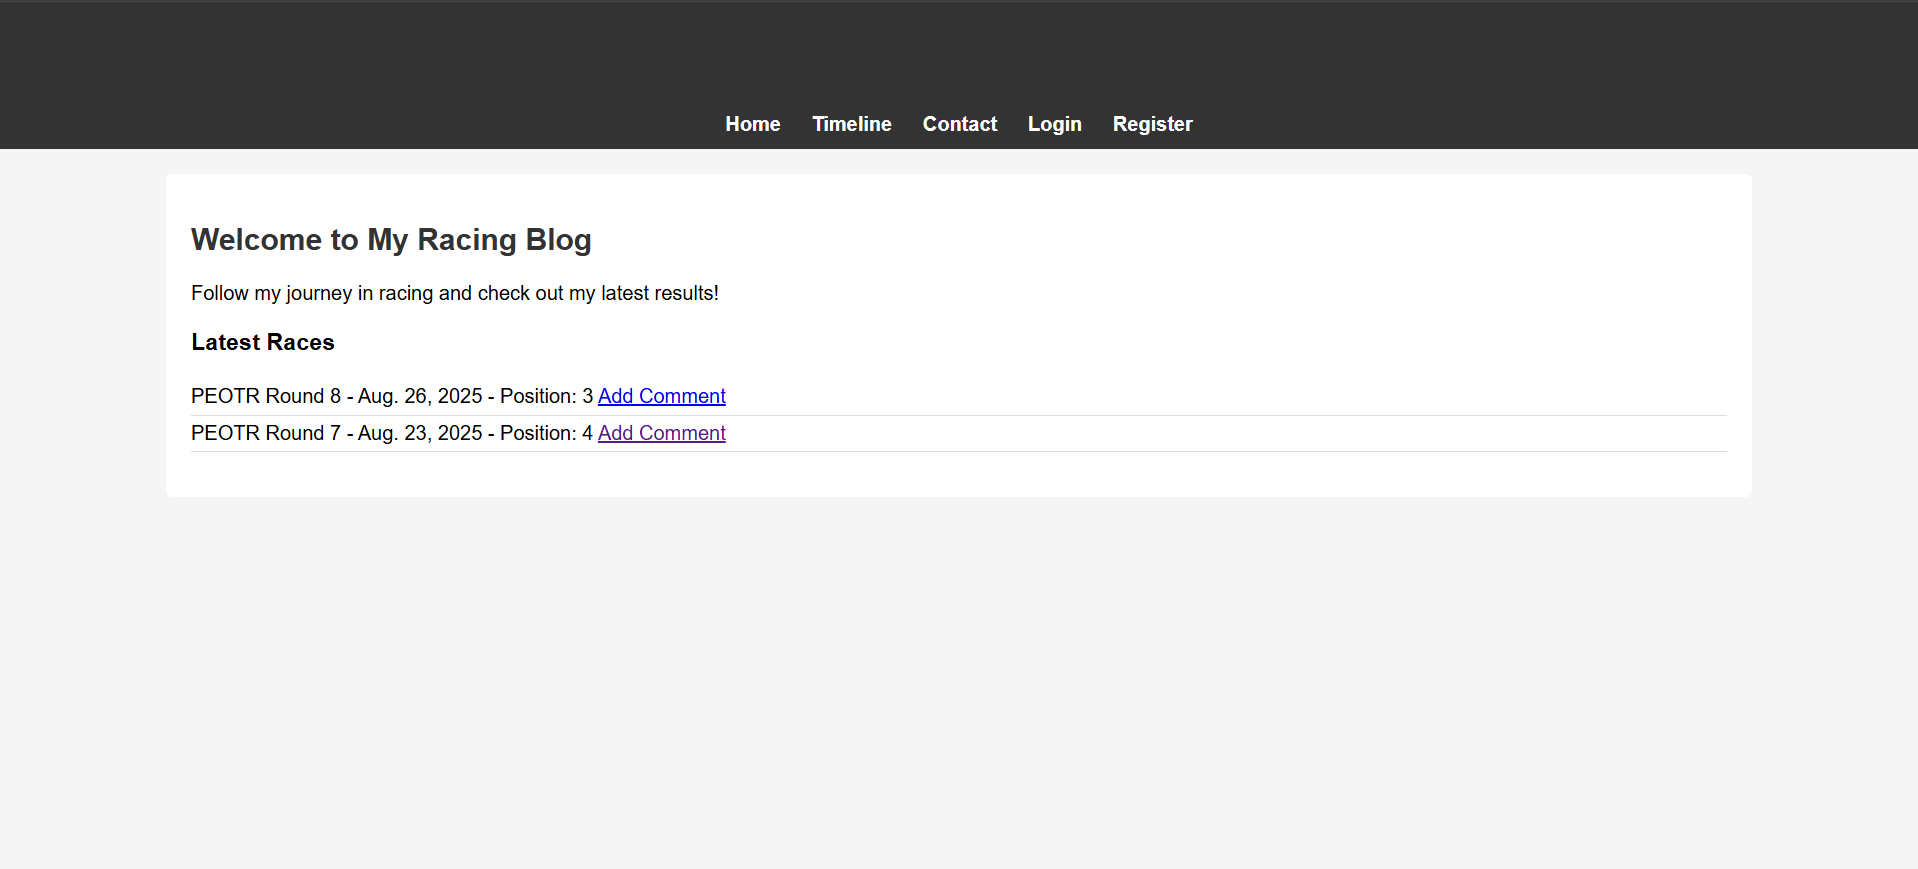 Home Timeline Contact Login Register
Welcome to My Racing Blog
Follow my journey in racing and check out my latest results!
Latest Races
PEOTR Round 8 - Aug. 26, 2025 - Position: 3 Add Comment
PEOTR Round 7 - Aug. 23, 2025 - Position: 4 Add Comment